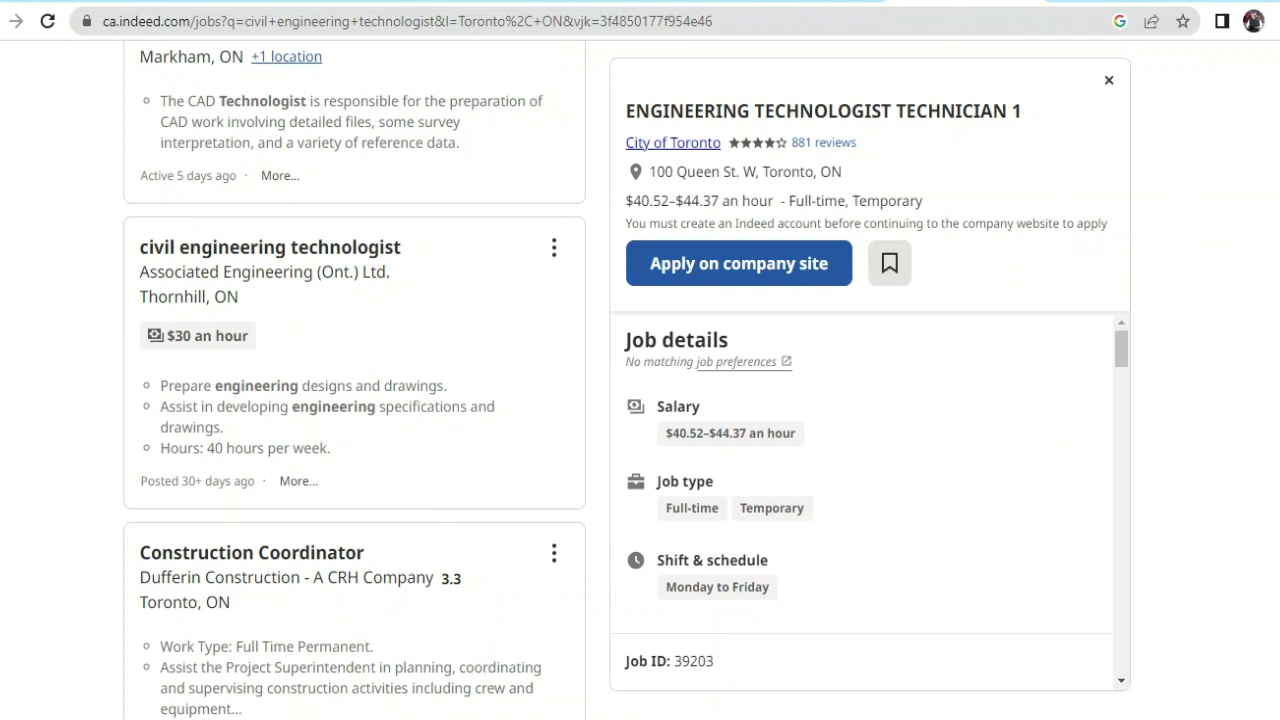 ca.indeed.com/jobs?q=civil+engineering+technologist&l=Toronto%2C+ON&vjk=3f4850177f954e46
Markham, ON +1 location
The CAD Technologist is responsible for the preparation of
CAD work involving detailed files, some survey
interpretation, and a variety of reference data.
Active 5 days ago · More...
civil engineering technologist
Associated Engineering (Ont.) Ltd.
Thornhill, ON
$30 an hour
Prepare engineering designs and drawings.
Assist in developing engineering specifications and
drawings.
Hours: 40 hours per week.
Posted 30+ days ago · More...
Construction Coordinator
Dufferin Construction - A CRH Company 3.3
Toronto, ON
Work Type: Full Time Permanent.
Assist the Project Superintendent in planning, coordinating
and supervising construction activities including crew and
equipment...
ENGINEERING TECHNOLOGIST TECHNICIAN 1
City of Toronto 881 reviews
100 Queen St. W, Toronto, ON
$40.52–$44.37 an hour - Full-time, Temporary
You must create an Indeed account before continuing to the company website to apply
Apply on company site
Job details
No matching job preferences
Salary
$40.52–$44.37 an hour
Job type
Full-time Temporary
Shift & schedule
Monday to Friday
Job ID: 39203